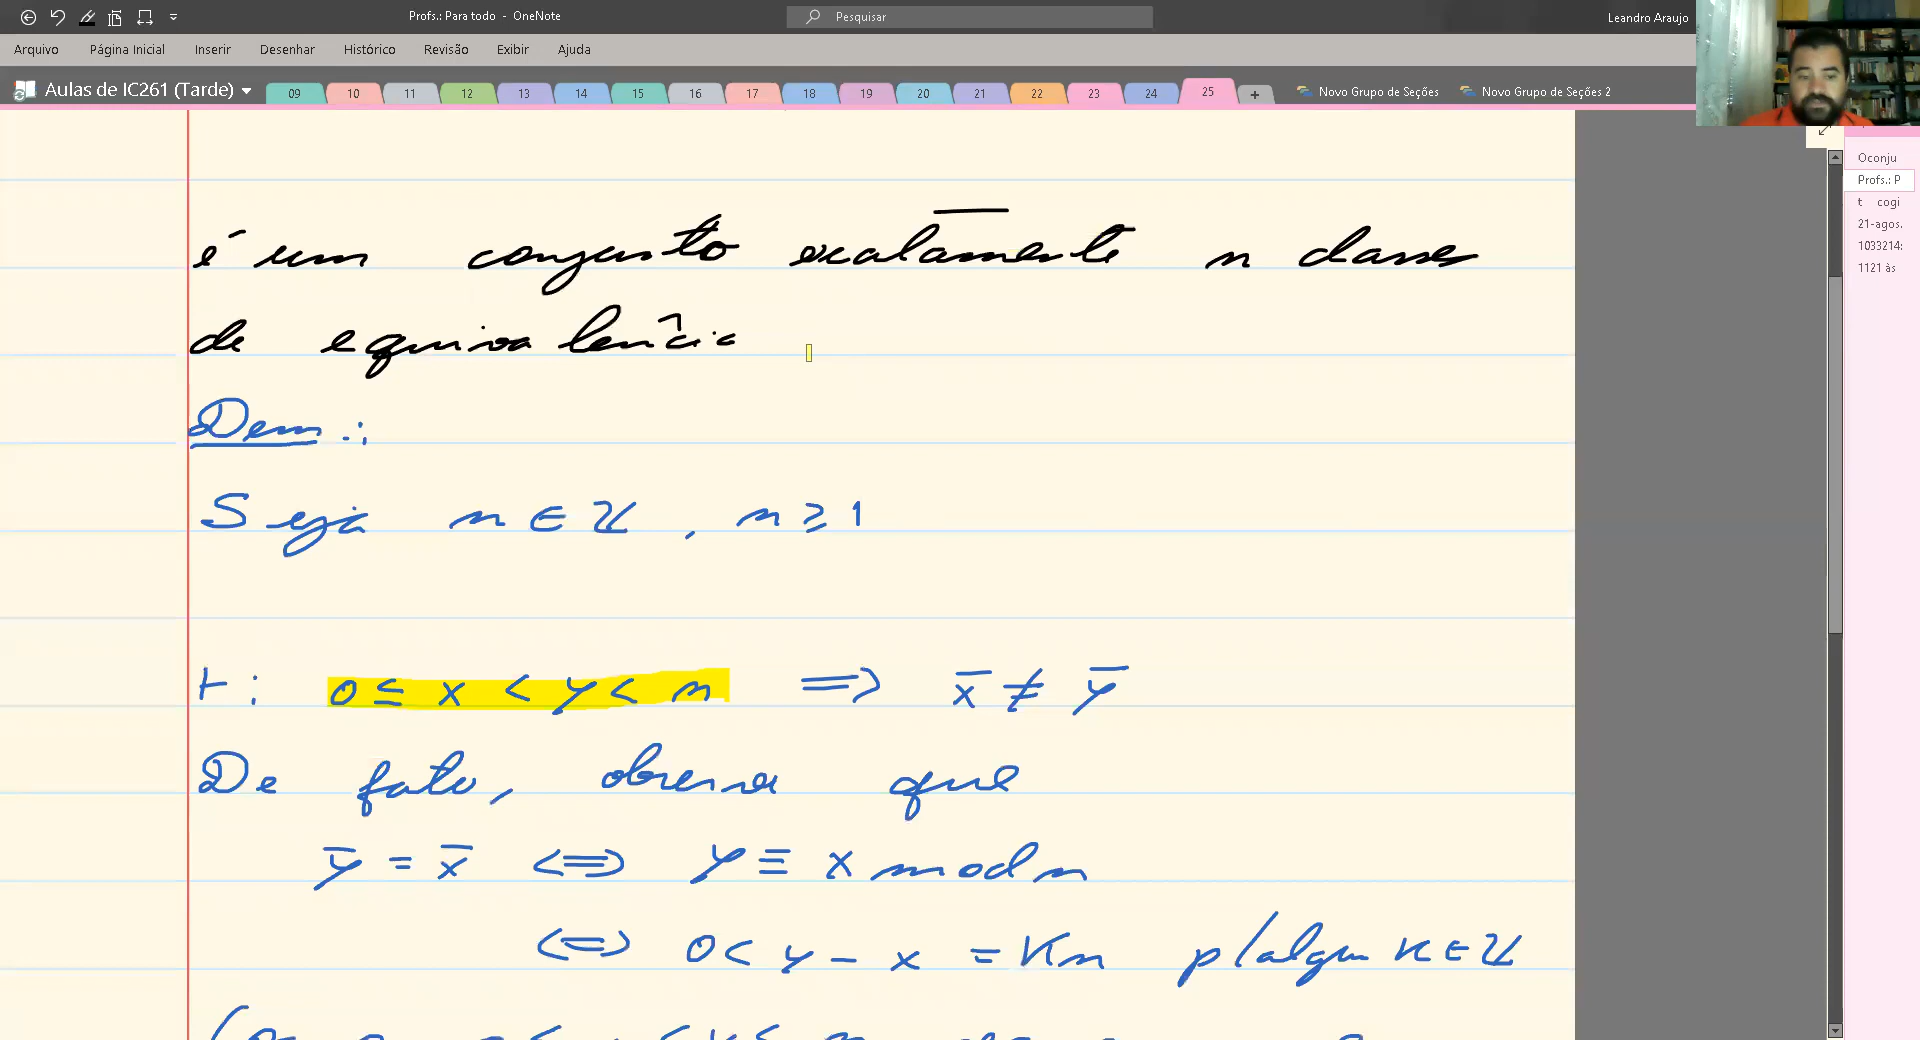 Profs.: Para todo - OneNote
Pesquisar
Leandro Araujo
Arquivo Página Inicial Inserir Desenhar Histórico Revisão Exibir Ajuda
Aulas de IC261 (Tarde) 09 10 11 12 13 14 15 16 17 18 19 20 21 22 23 24 25 + Novo Grupo de Seções Novo Grupo de Seções 2
Oconju
Profs.: P
t cogi
21-agos.
1033214:
1121 às
é um conjunto exatamente n classes
de equivalência
Dem.:
Seja n ∈ ℤ, n ≥ 1
t: 0 ≤ x < y < n ⟹ x̅ ≠ y̅
De fato, observa que
y̅ = x̅ ⟺ y ≡ x mod n
⟺ 0 < y - x = Kn p/algum K ∈ ℤ